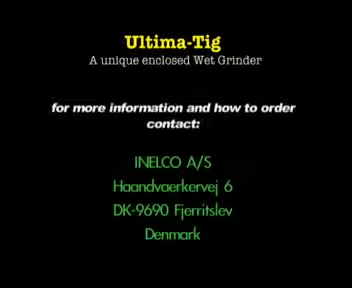 Ultima-Tig
A unique enclosed Wet Grinder
for more information and how to order
contact:
INELCO A/S
Haandvaerkervej 6
DK-9690 Fjerritslev
Denmark